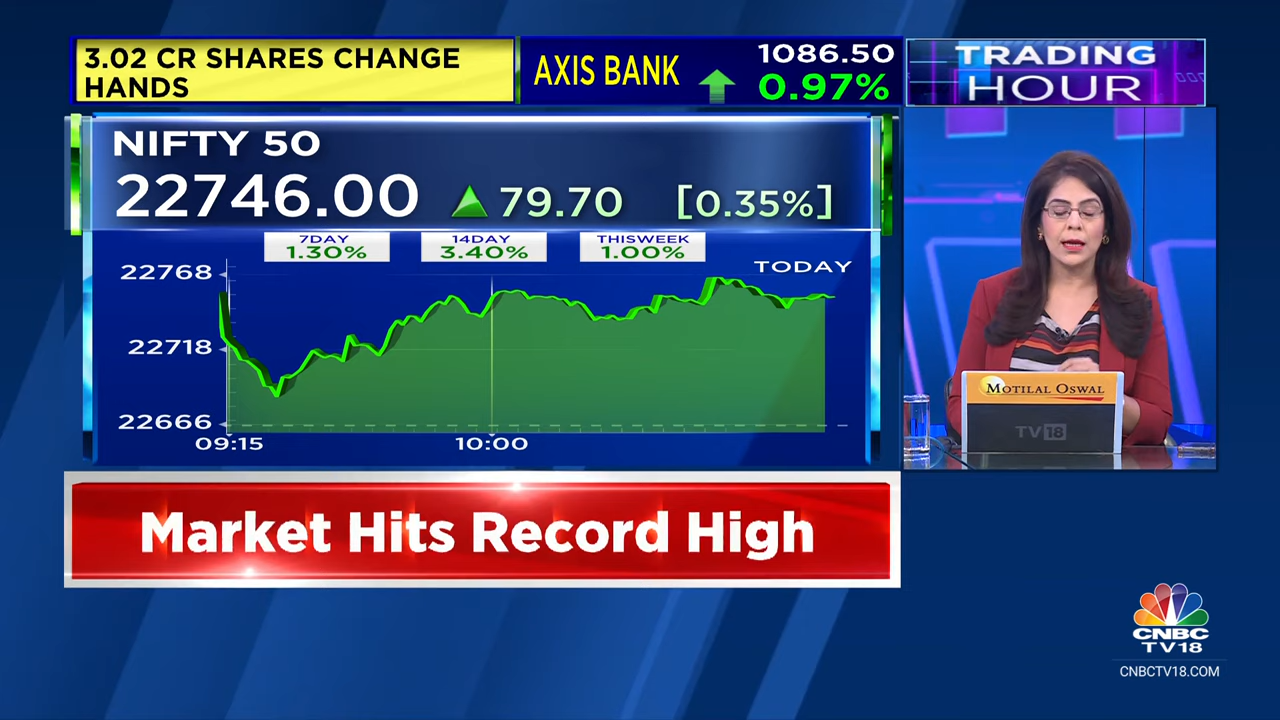 3.02 CR SHARES CHANGE
HANDS
AXIS BANK
1086.50
0.97%
TRADING
HOUR
NIFTY 50
22746.00
79.70
[0.35%]
7DAY
1.30%
14DAY
3.40%
THISWEEK
1.00%
TODAY
22768
22718
22666
09:15
10:00
MOTILAL OSWAL
TV18
Market Hits Record High
CNBC
TV18
CNBCTV18.COM